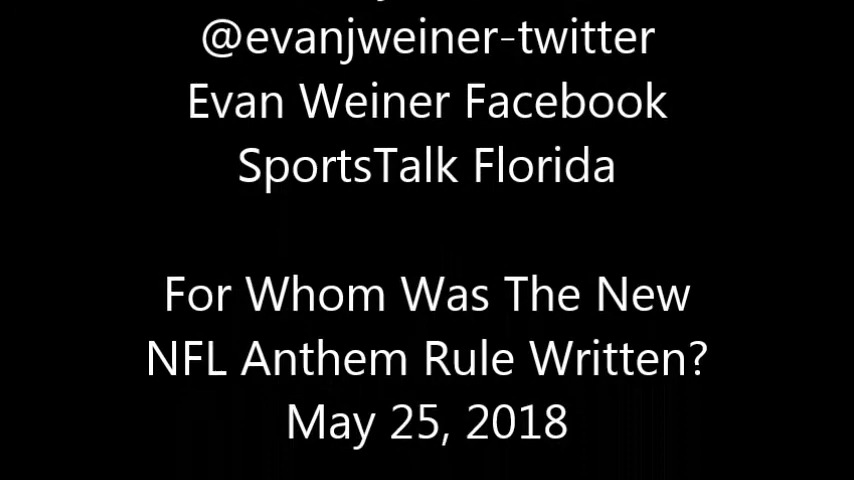 @evanjweiner-twitter
Evan Weiner Facebook
SportsTalk Florida
For Whom Was The New
NFL Anthem Rule Written?
May 25, 2018